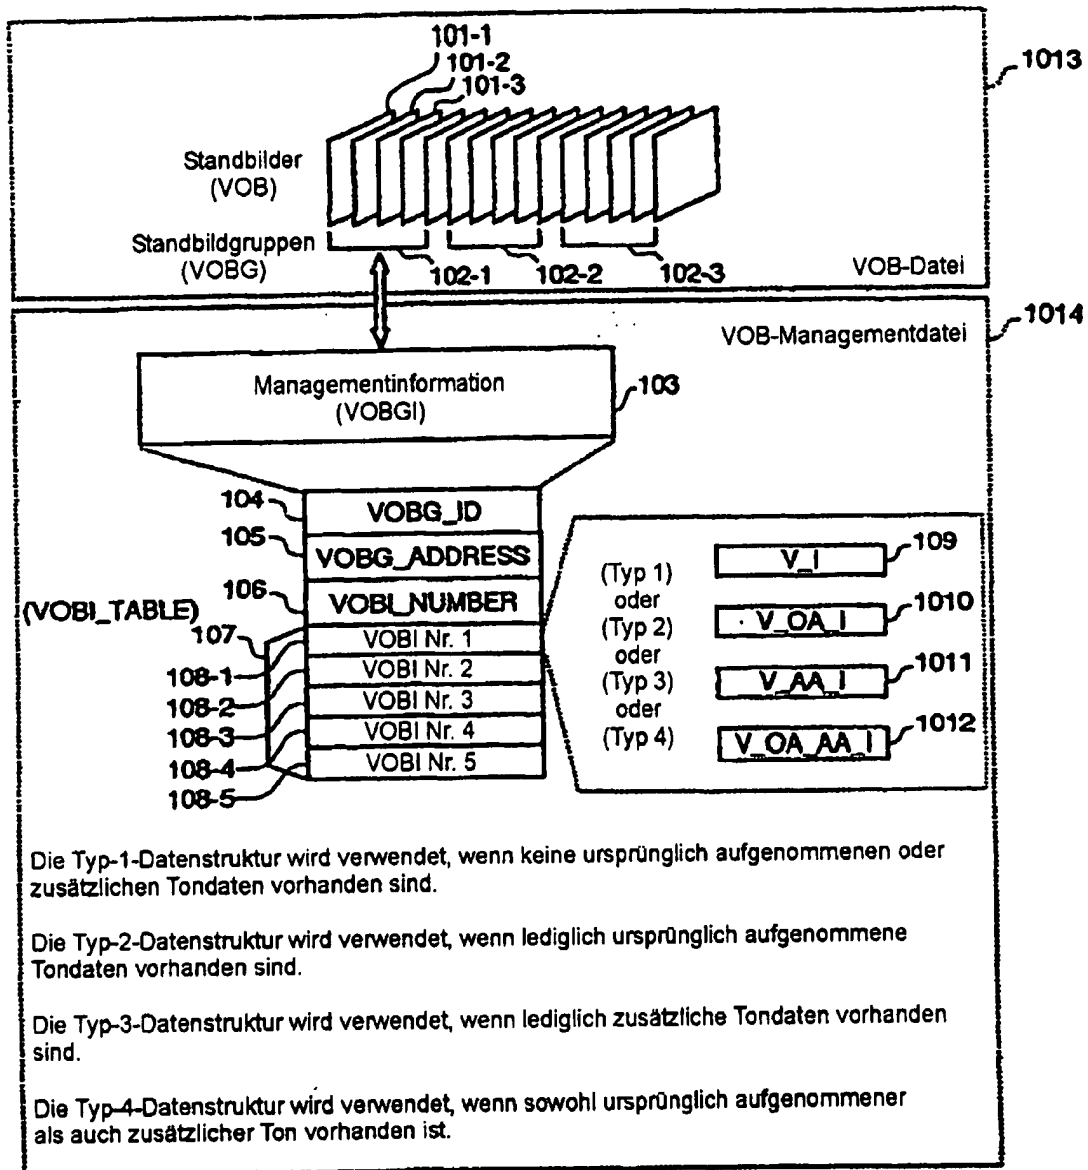 101-1
101-2
101-3
1013
Standbilder
(VOB)
Standbildgruppen
(VOBG)
102-1
102-2
102-3
VOB-Datei
1014
VOB-Managementdatei
Managementinformation
(VOBGI)
103
104
VOBG_ID
105
VOBG_ADDRESS
106
VOBI_NUMBER
(VOBI_TABLE)
107
VOBI Nr. 1
108-1
VOBI Nr. 2
108-2
VOBI Nr. 3
108-3
VOBI Nr. 4
108-4
VOBI Nr. 5
108-5
(Typ 1)
oder
(Typ 2)
oder
(Typ 3)
oder
(Typ 4)
V_I
109
V_OA_I
1010
V_AA_I
1011
V_OA_AA_I
1012
Die Typ-1-Datenstruktur wird verwendet, wenn keine ursprünglich aufgenommenen oder
zusätzlichen Tondaten vorhanden sind.
Die Typ-2-Datenstruktur wird verwendet, wenn lediglich ursprünglich aufgenommene
Tondaten vorhanden sind.
Die Typ-3-Datenstruktur wird verwendet, wenn lediglich zusätzliche Tondaten vorhanden
sind.
Die Typ-4-Datenstruktur wird verwendet, wenn sowohl ursprünglich aufgenommener
als auch zusätzlicher Ton vorhanden ist.